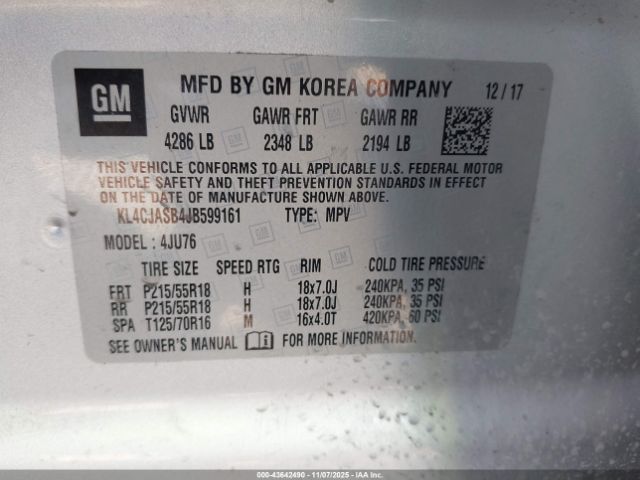 GM
MFD BY GM KOREA COMPANY 12/17
GVWR GAWR FRT GAWR RR
4286 LB 2348 LB 2194 LB
THIS VEHICLE CONFORMS TO ALL APPLICABLE U.S. FEDERAL MOTOR
VEHICLE SAFETY AND THEFT PREVENTION STANDARDS IN EFFECT
ON THE DATE OF MANUFACTURE SHOWN ABOVE.
KL4CJASB4JB599161 TYPE: MPV
MODEL: 4JU76
TIRE SIZE SPEED RTG RIM COLD TIRE PRESSURE
FRT P215/55R18 H 18x7.0J 240KPA, 35 PSI
RR P215/55R18 H 18x7.0J 240KPA, 35 PSI
SPA T125/70R16 M 16x4.0T 420KPA, 60 PSI
SEE OWNER'S MANUAL FOR MORE INFORMATION.
000-43642490 - 11/07/2025 - IAAI.COM